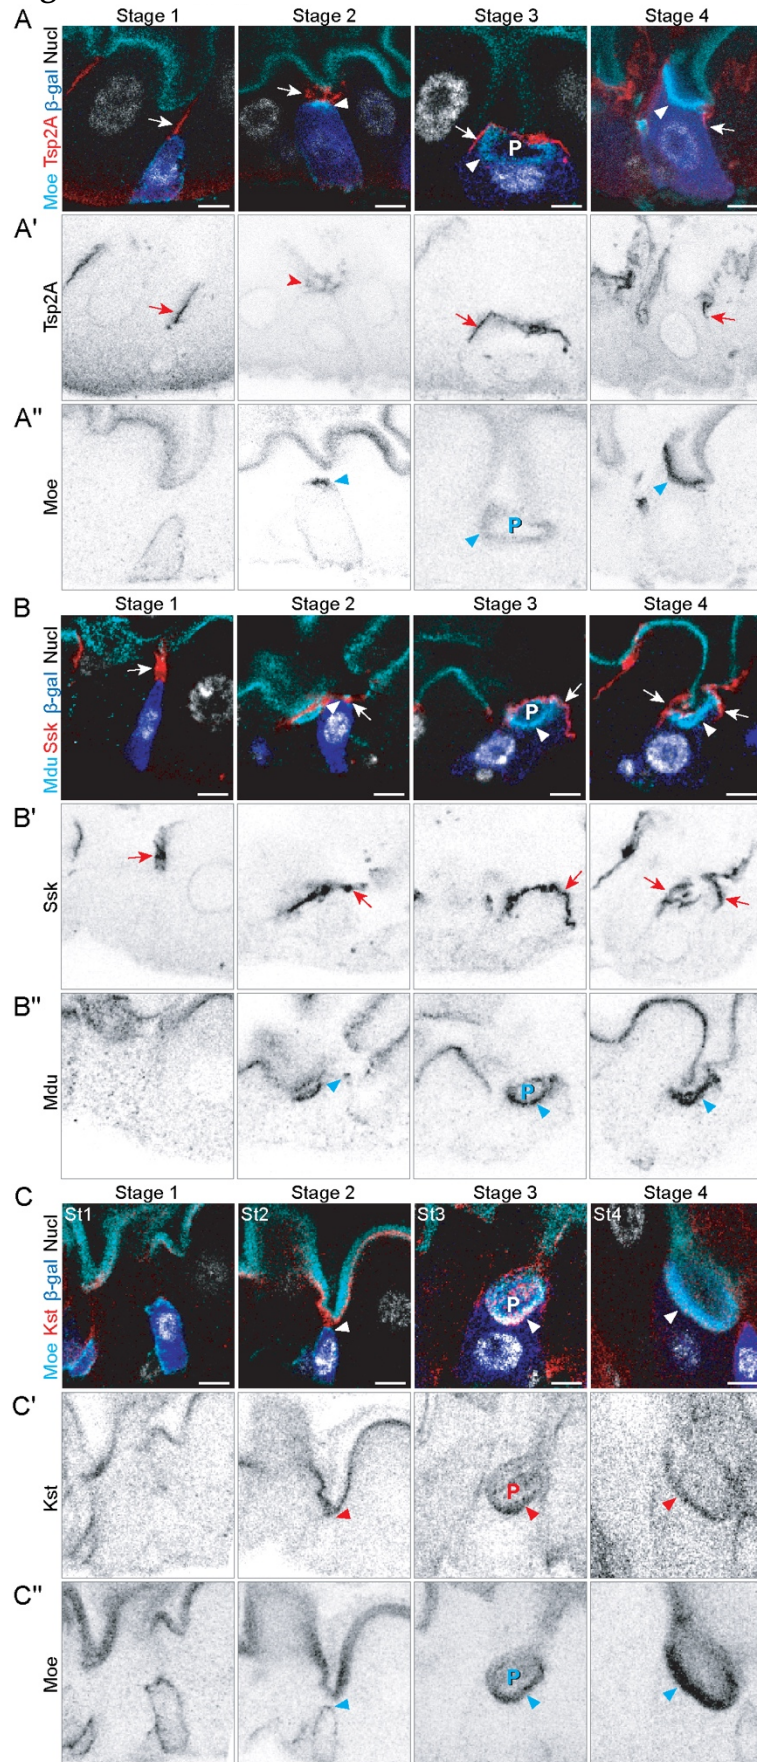 A Stage 1 Stage 2 Stage 3 Stage 4
Moe Tsp2A β-gal Nucl
P
A'
Tsp2A
A"
Moe
P
B Stage 1 Stage 2 Stage 3 Stage 4
Mdu Ssk β-gal Nucl
P
B'
Ssk
B"
Mdu
P
C Stage 1 Stage 2 Stage 3 Stage 4
St1 St2 St3 St4
Moe Kst β-gal Nucl
P
C'
Kst
P
C"
Moe
P